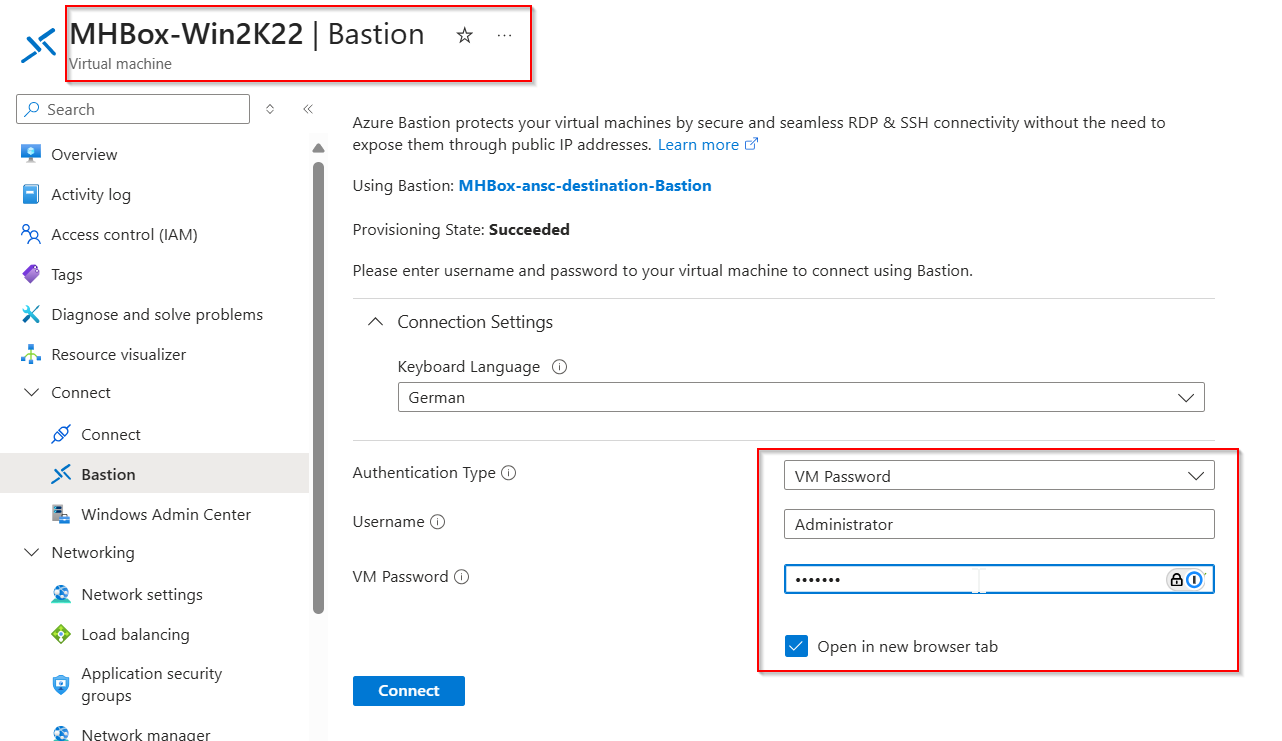 MHBox-Win2K22 | Bastion
Virtual machine
Search
Overview
Activity log
Access control (IAM)
Tags
Diagnose and solve problems
Resource visualizer
Connect
Connect
Bastion
Windows Admin Center
Networking
Network settings
Load balancing
Application security
groups
Network manager
Azure Bastion protects your virtual machines by secure and seamless RDP & SSH connectivity without the need to
expose them through public IP addresses. Learn more
Using Bastion: MHBox-ansc-destination-Bastion
Provisioning State: Succeeded
Please enter username and password to your virtual machine to connect using Bastion.
Connection Settings
Keyboard Language
German
Authentication Type
VM Password
Username
Administrator
VM Password
•••••••
Open in new browser tab
Connect